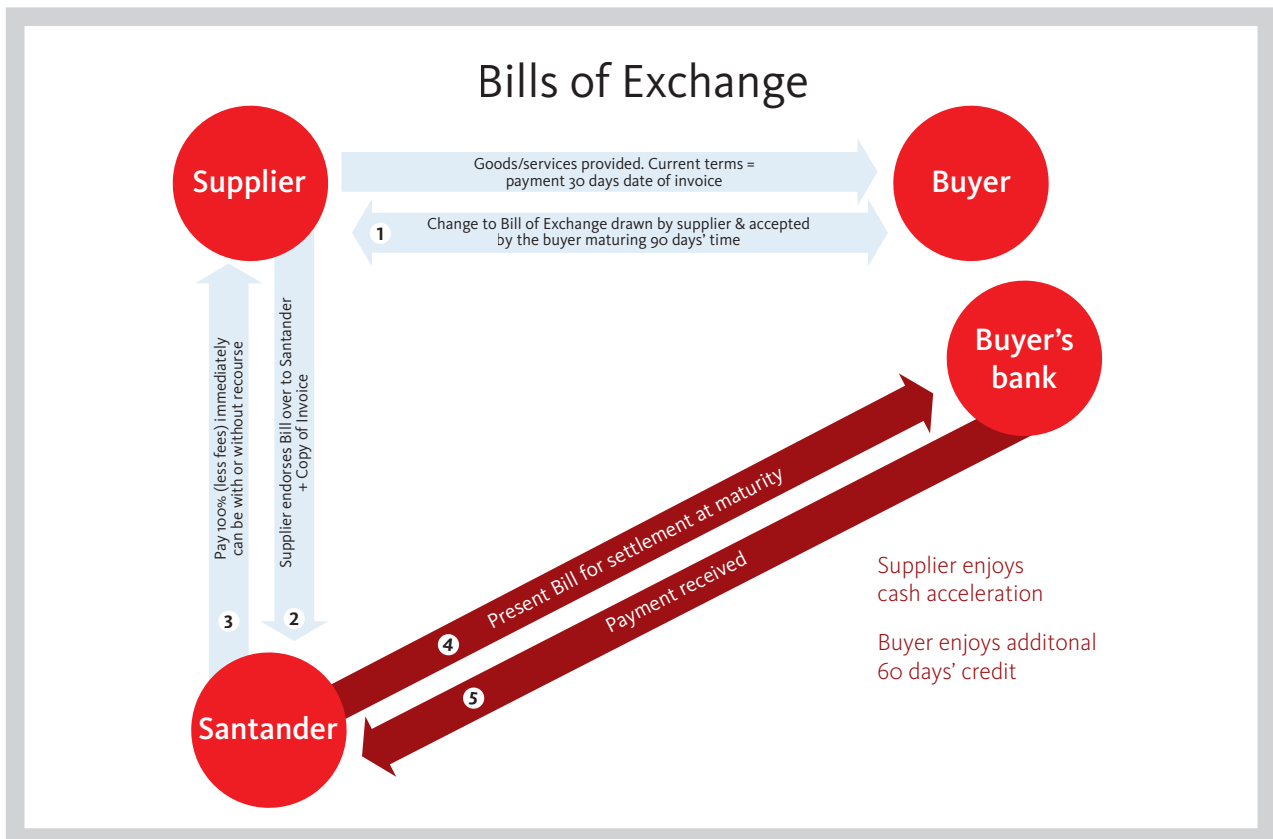 Bills of Exchange
Supplier
Goods/services provided. Current terms =
payment 30 days date of invoice
Buyer
1
Change to Bill of Exchange drawn by supplier & accepted
by the buyer maturing 90 days' time
Buyer's
bank
Pay 100% (less fees) immediately
can be with or without recourse
3
Supplier endorses Bill over to Santander
+ Copy of Invoice
2
4
Present Bill for settlement at maturity
5
Payment received
Supplier enjoys
cash acceleration
Buyer enjoys additonal
60 days' credit
Santander